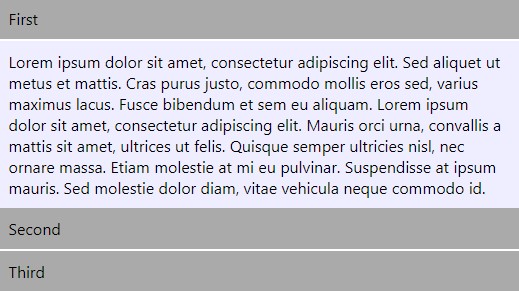 First
Lorem ipsum dolor sit amet, consectetur adipiscing elit. Sed aliquet ut
metus et mattis. Cras purus justo, commodo mollis eros sed, varius
maximus lacus. Fusce bibendum et sem eu aliquam. Lorem ipsum
dolor sit amet, consectetur adipiscing elit. Mauris orci urna, convallis a
mattis sit amet, ultrices ut felis. Quisque semper ultricies nisl, nec
ornare massa. Etiam molestie at mi eu pulvinar. Suspendisse at ipsum
mauris. Sed molestie dolor diam, vitae vehicula neque commodo id.
Second
Third